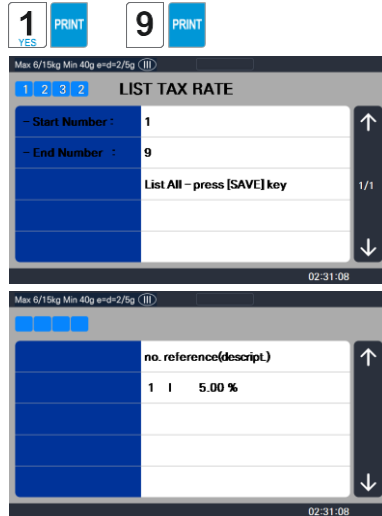 1 YES PRINT 9 PRINT
Max 6/15kg Min 40g e=d=2/5g III
1 2 3 2 LIST TAX RATE
- Start Number : 1
- End Number : 9
List All - press [SAVE] key
1/1
02:31:08
Max 6/15kg Min 40g e=d=2/5g III
no. reference(descript.)
1 I 5.00 %
02:31:08